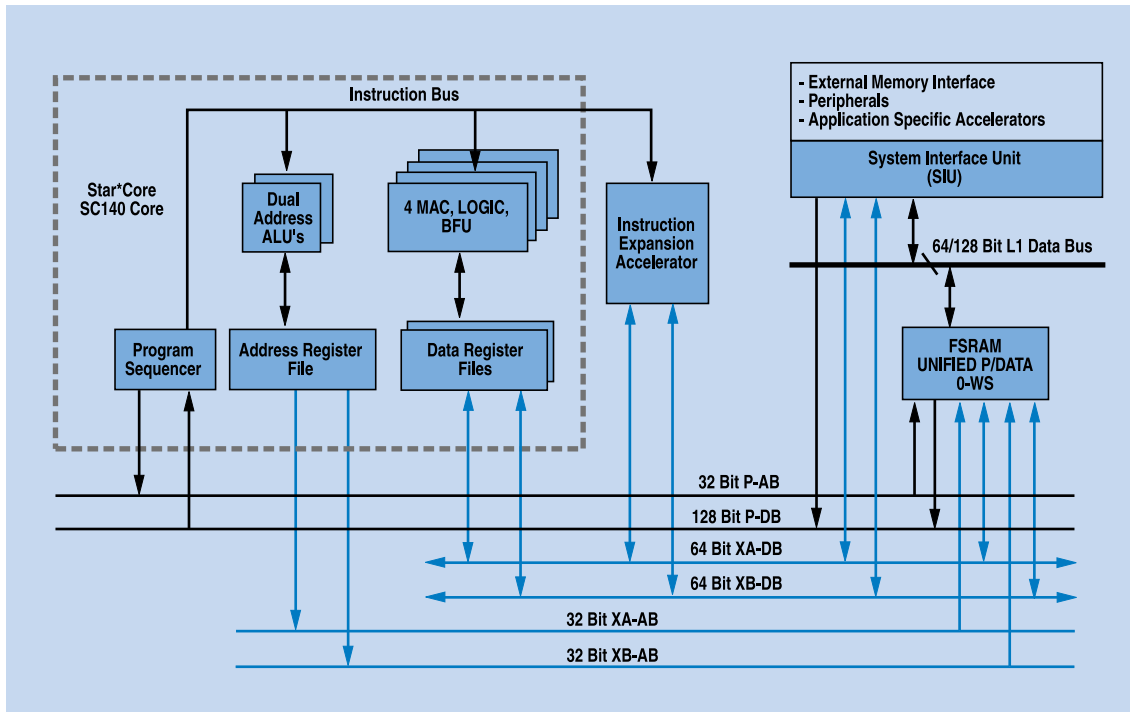 Instruction Bus
Star*Core
SC140 Core
Dual
Address
ALU's
4 MAC, LOGIC,
BFU
Instruction
Expansion
Accelerator
Program
Sequencer
Address Register
File
Data Register
Files
- External Memory Interface
- Peripherals
- Application Specific Accelerators
System Interface Unit
(SIU)
64/128 Bit L1 Data Bus
FSRAM
UNIFIED P/DATA
0-WS
32 Bit P-AB
128 Bit P-DB
64 Bit XA-DB
64 Bit XB-DB
32 Bit XA-AB
32 Bit XB-AB